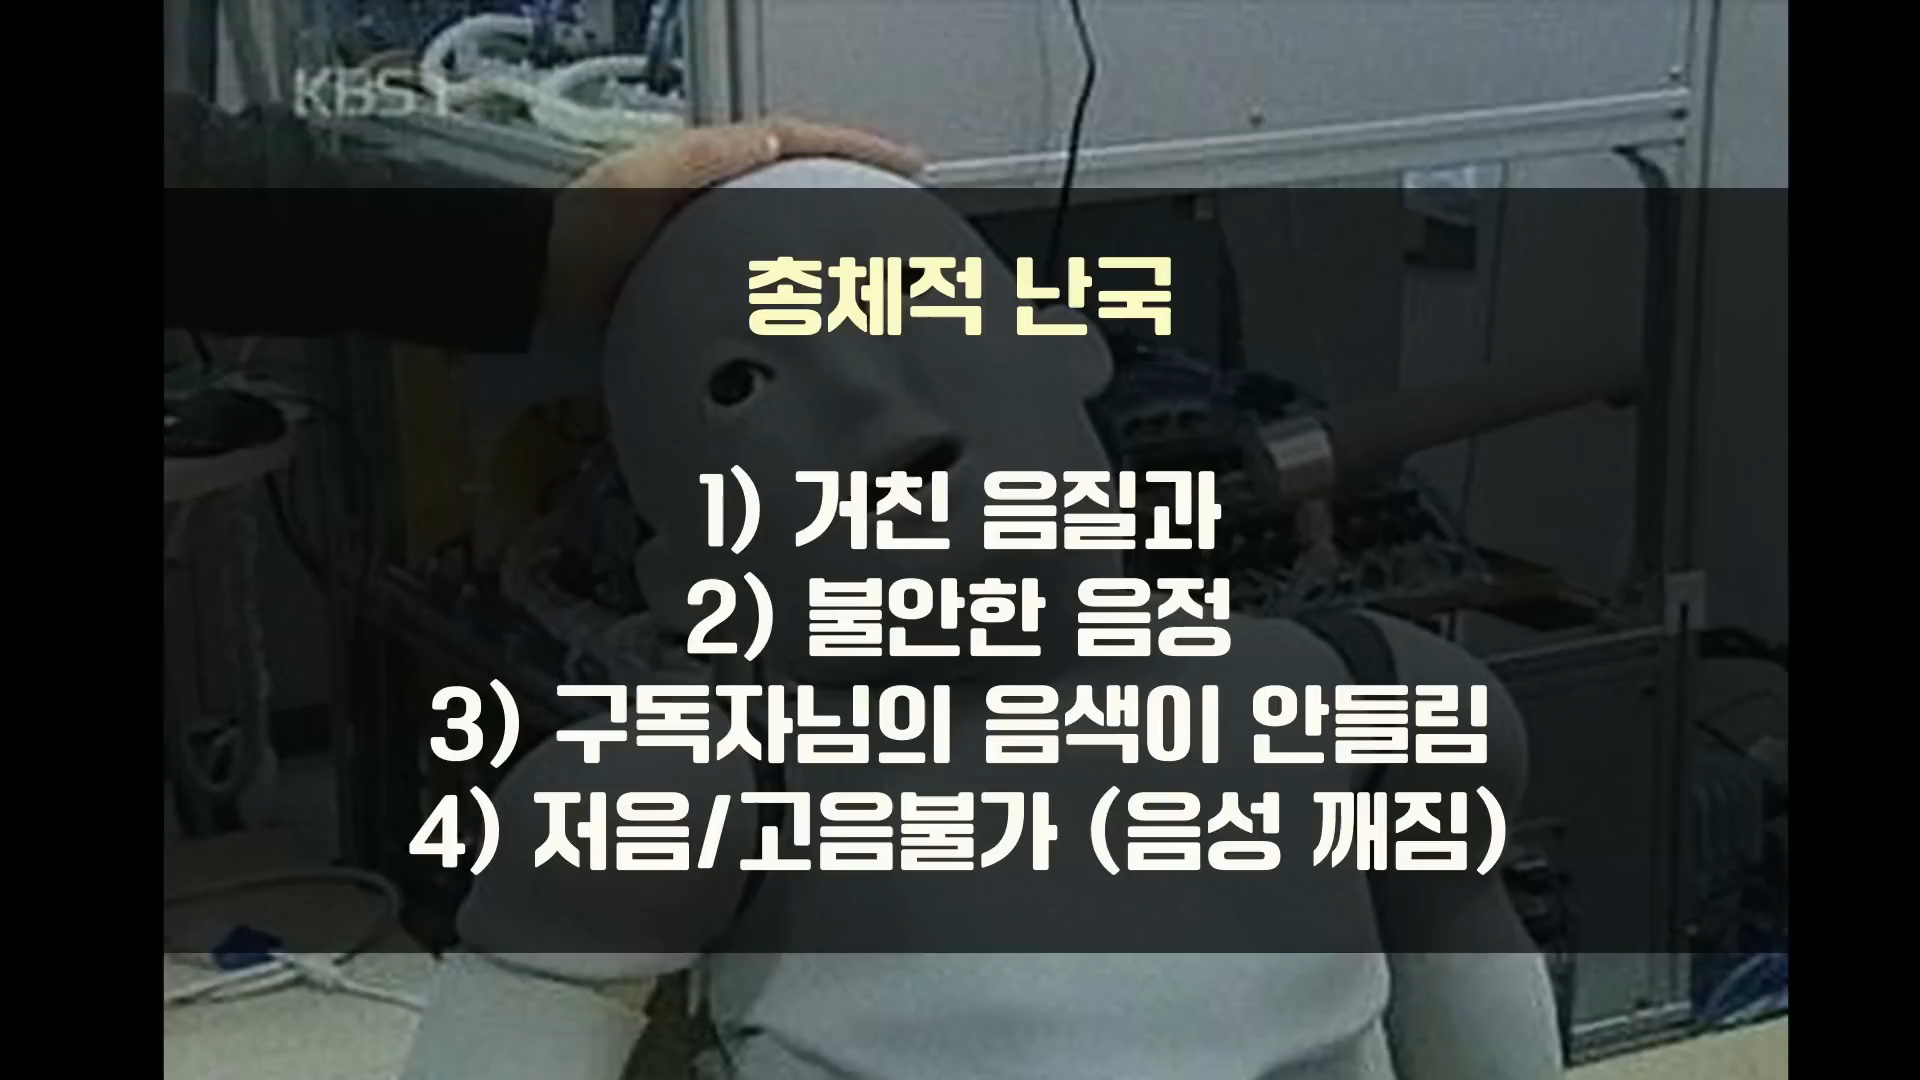 KBS 1
총체적 난국
1) 거친 음질과
2) 불안한 음정
3) 구독자님의 음색이 안들림
4) 저음/고음불가 (음성 깨짐)